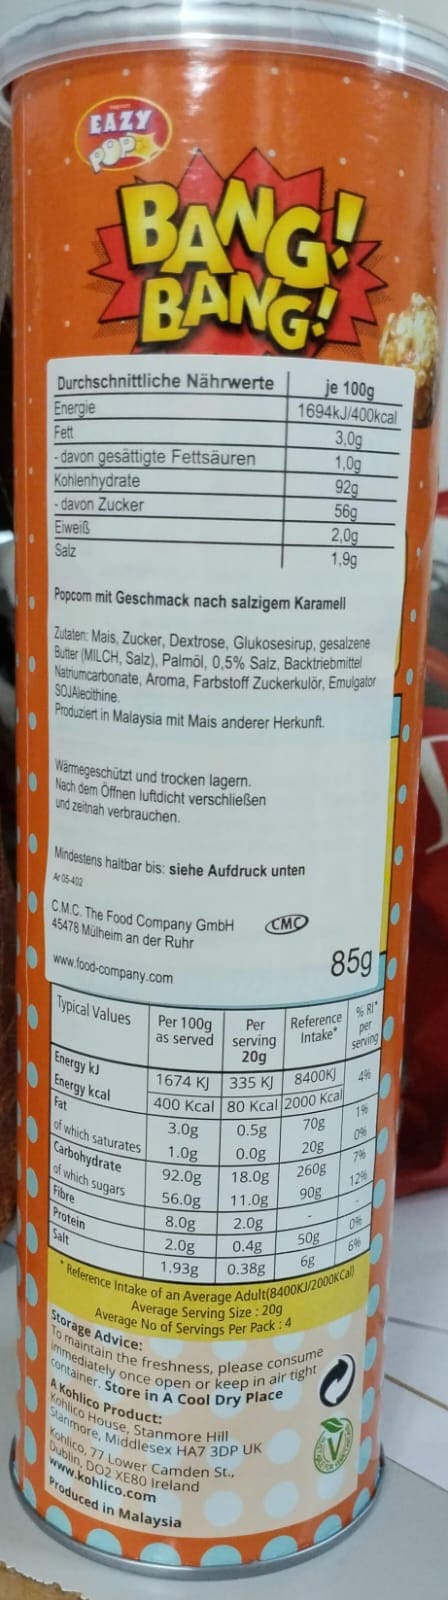 EAZY
POP
BANG!
BANG!
Durchschnittliche Nährwerte je 100g
Energie 1694kJ/400kcal
Fett 3,0g
- davon gesättigte Fettsäuren 1,0g
Kohlenhydrate 92g
- davon Zucker 56g
Eiweiß 2,0g
Salz 1,9g
Popcorn mit Geschmack nach salzigem Karamell
Zutaten: Mais, Zucker, Dextrose, Glukosesirup, gesalzene
Butter (MILCH, Salz), Palmöl, 0,5% Salz, Backtriebmittel
Natriumcarbonate, Aroma, Farbstoff Zuckerkulör, Emulgator
SOJAlecithine.
Produziert in Malaysia mit Mais anderer Herkunft.
Wärmegeschützt und trocken lagern.
Nach dem Öffnen luftdicht verschließen
und zeitnah verbrauchen.
Mindestens haltbar bis: siehe Aufdruck unten
Ar 05-402
C.M.C. The Food Company GmbH CMC
45478 Mülheim an der Ruhr
www.food-company.com 85g
Typical Values Per 100g as served Per serving 20g Reference Intake* % RI* per serving
Energy kJ 1674 KJ 335 KJ 8400KJ 4%
Energy kcal 400 Kcal 80 Kcal 2000 Kcal
Fat 3.0g 0.5g 70g 1%
of which saturates 1.0g 0.0g 20g 0%
Carbohydrate 92.0g 18.0g 260g 7%
of which sugars 56.0g 11.0g 90g 12%
Fibre 8.0g 2.0g - -
Protein 2.0g 0.4g 50g 0%
Salt 1.93g 0.38g 6g 6%
* Reference Intake of an Average Adult(8400KJ/2000KCal)
Average Serving Size : 20g
Average No of Servings Per Pack : 4
Storage Advice:
To maintain the freshness, please consume
immediately once open or keep in air tight
container. Store in A Cool Dry Place
A Kohlico Product:
Kohlico House, Stanmore Hill
Stanmore, Middlesex HA7 3DP UK
Kohlico, 77 Lower Camden St.,
Dublin, DO2 XE80 Ireland
www.kohlico.com
Produced in Malaysia
V